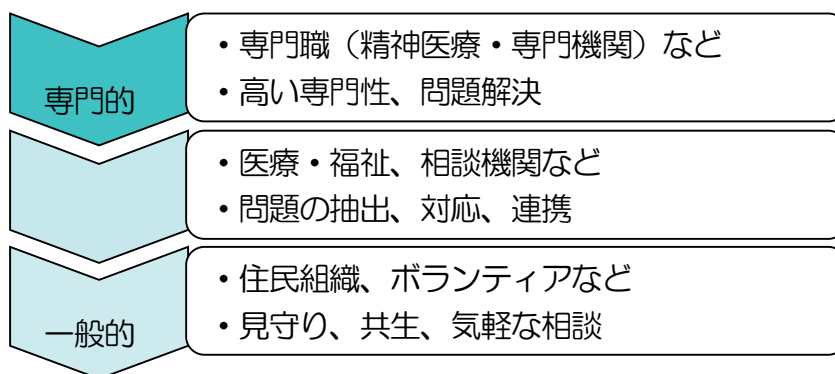 専門的
・専門職（精神医療・専門機関）など
・高い専門性、問題解決
・医療・福祉、相談機関など
・問題の抽出、対応、連携
一般的
・住民組織、ボランティアなど
・見守り、共生、気軽な相談